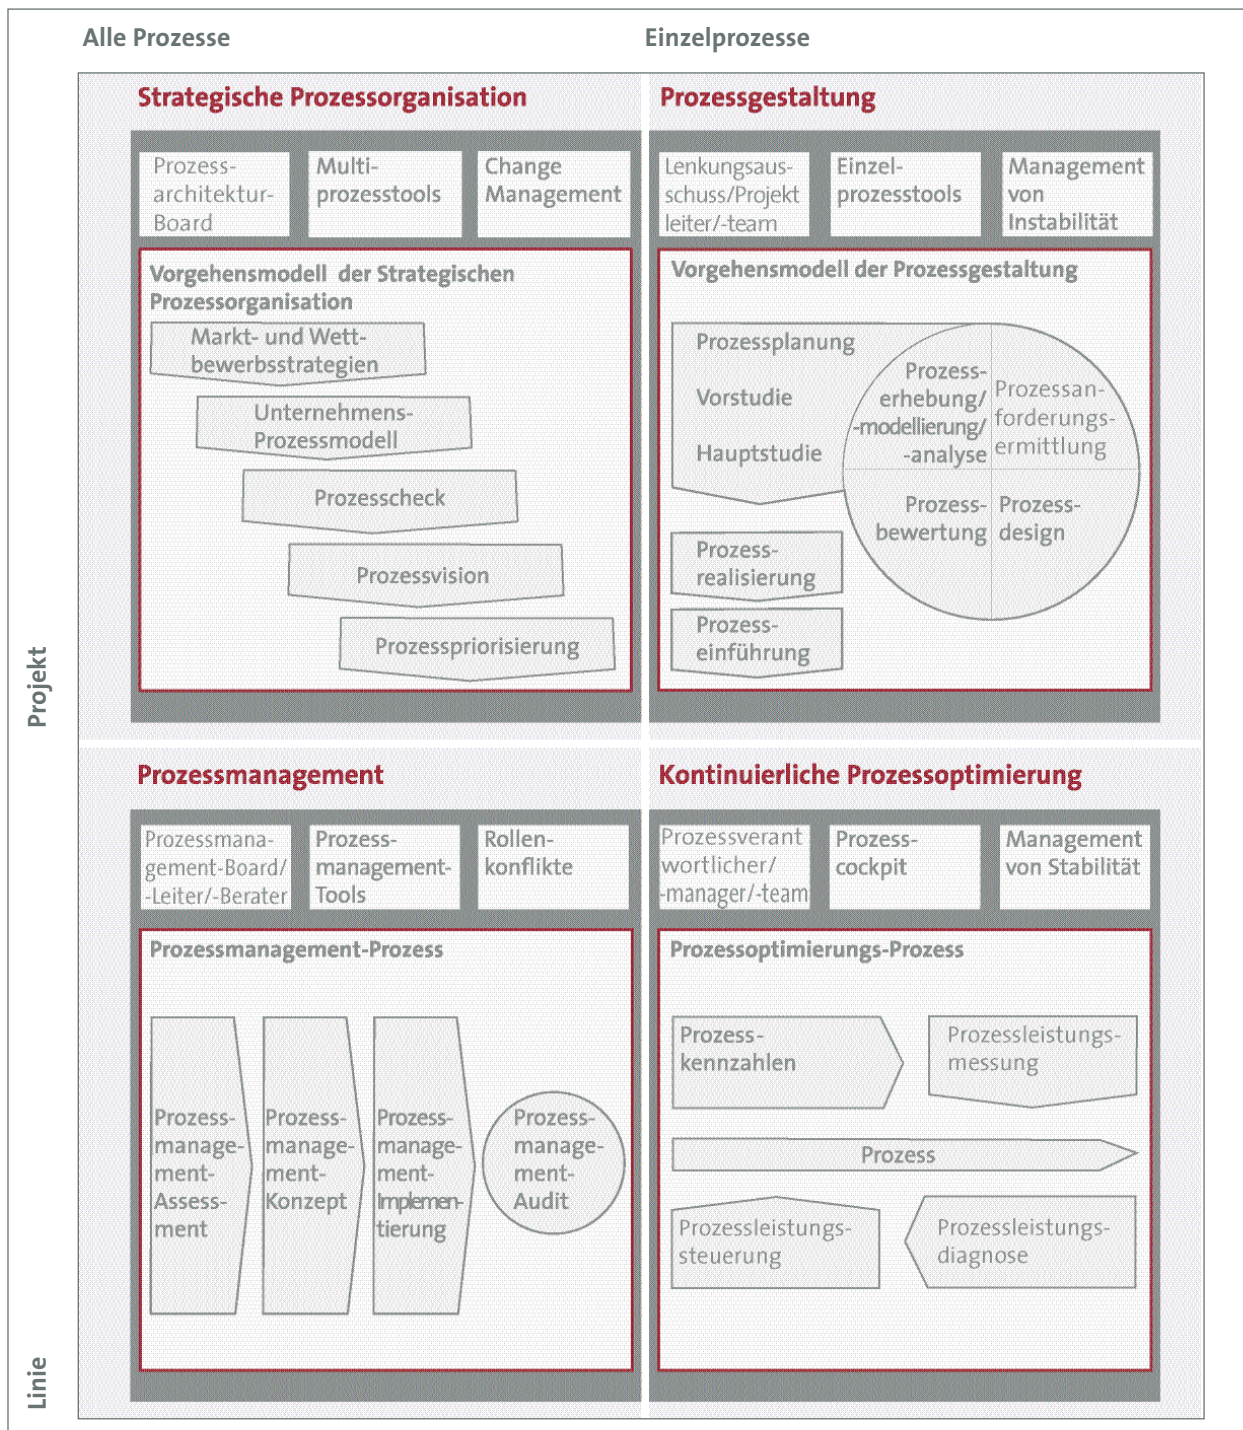 Alle Prozesse
Einzelprozesse
Strategische Prozessorganisation
Prozess-
architektur-
Board
Multi-
prozesstools
Change
Management
Vorgehensmodell der Strategischen
Prozessorganisation
Markt- und Wett-
bewerbsstrategien
Unternehmens-
Prozessmodell
Prozesscheck
Prozessvision
Prozesspriorisierung
Prozessgestaltung
Lenkungsaus-
schuss/Projekt
leiter/-team
Einzel-
prozesstools
Management
von
Instabilität
Vorgehensmodell der Prozessgestaltung
Prozessplanung
Vorstudie
Hauptstudie
Prozess-
erhebung/
-modellierung/
-analyse
Prozessan-
forderungs-
ermittlung
Prozess-
bewertung
Prozess-
design
Prozess-
realisierung
Prozess-
einführung
Projekt
Prozessmanagement
Prozessmana-
gement-Board/
-Leiter/-Berater
Prozess-
management-
Tools
Rollen-
konflikte
Prozessmanagement-Prozess
Prozess-
manage-
ment-
Assess-
ment
Prozess-
manage-
ment-
Konzept
Prozess-
manage-
ment-
Implemen-
tierung
Prozess-
manage-
ment-
Audit
Kontinuierliche Prozessoptimierung
Prozessverant
wortlicher/
-manager/-team
Prozess-
cockpit
Management
von Stabilität
Prozessoptimierungs-Prozess
Prozess-
kennzahlen
Prozessleistungs-
messung
Prozess
Prozessleistungs-
steuerung
Prozessleistungs-
diagnose
Linie